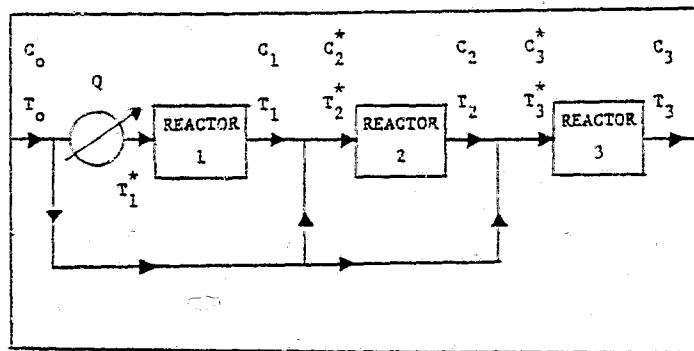 C₀ C₁ C₂* C₂ C₃* C₃
Q
T₀ T₁ T₂* T₂ T₃* T₃
REACTOR REACTOR REACTOR
1 2 3
T₁*